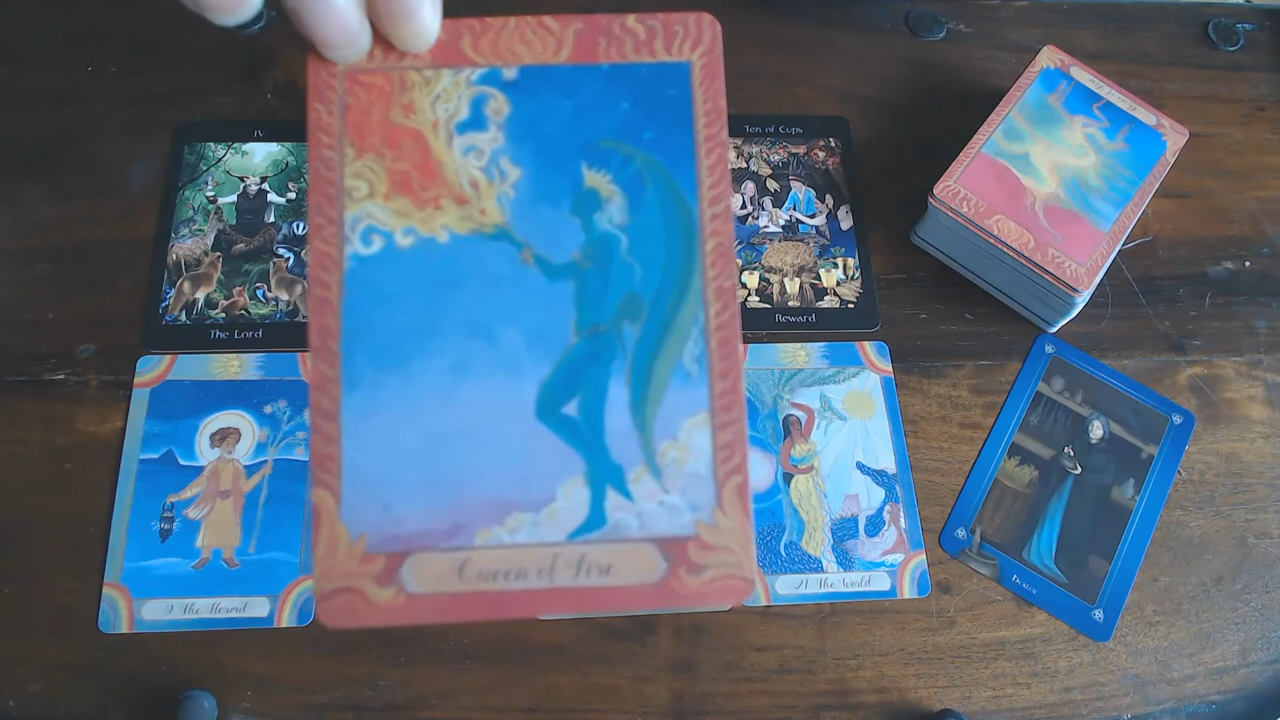 IV
The Lord
Ten of Cups
Reward
Queen of Fire
9 The Hermit
21 The World
Death